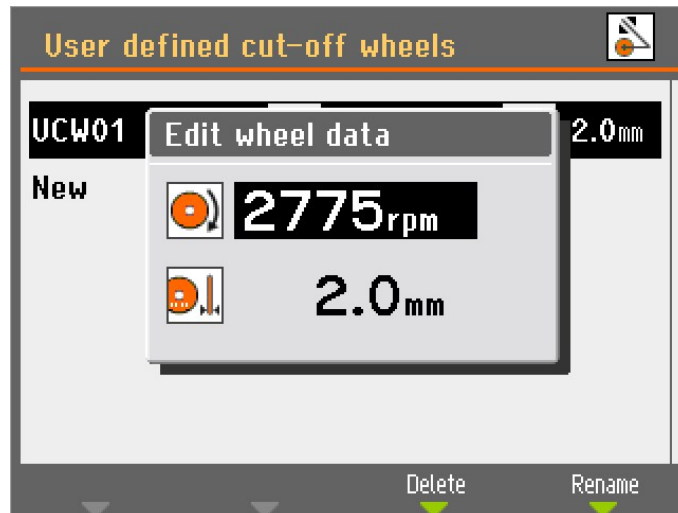 User defined cut-off wheels
UCW01
2.0mm
Edit wheel data
New
2775rpm
2.0mm
Delete
Rename